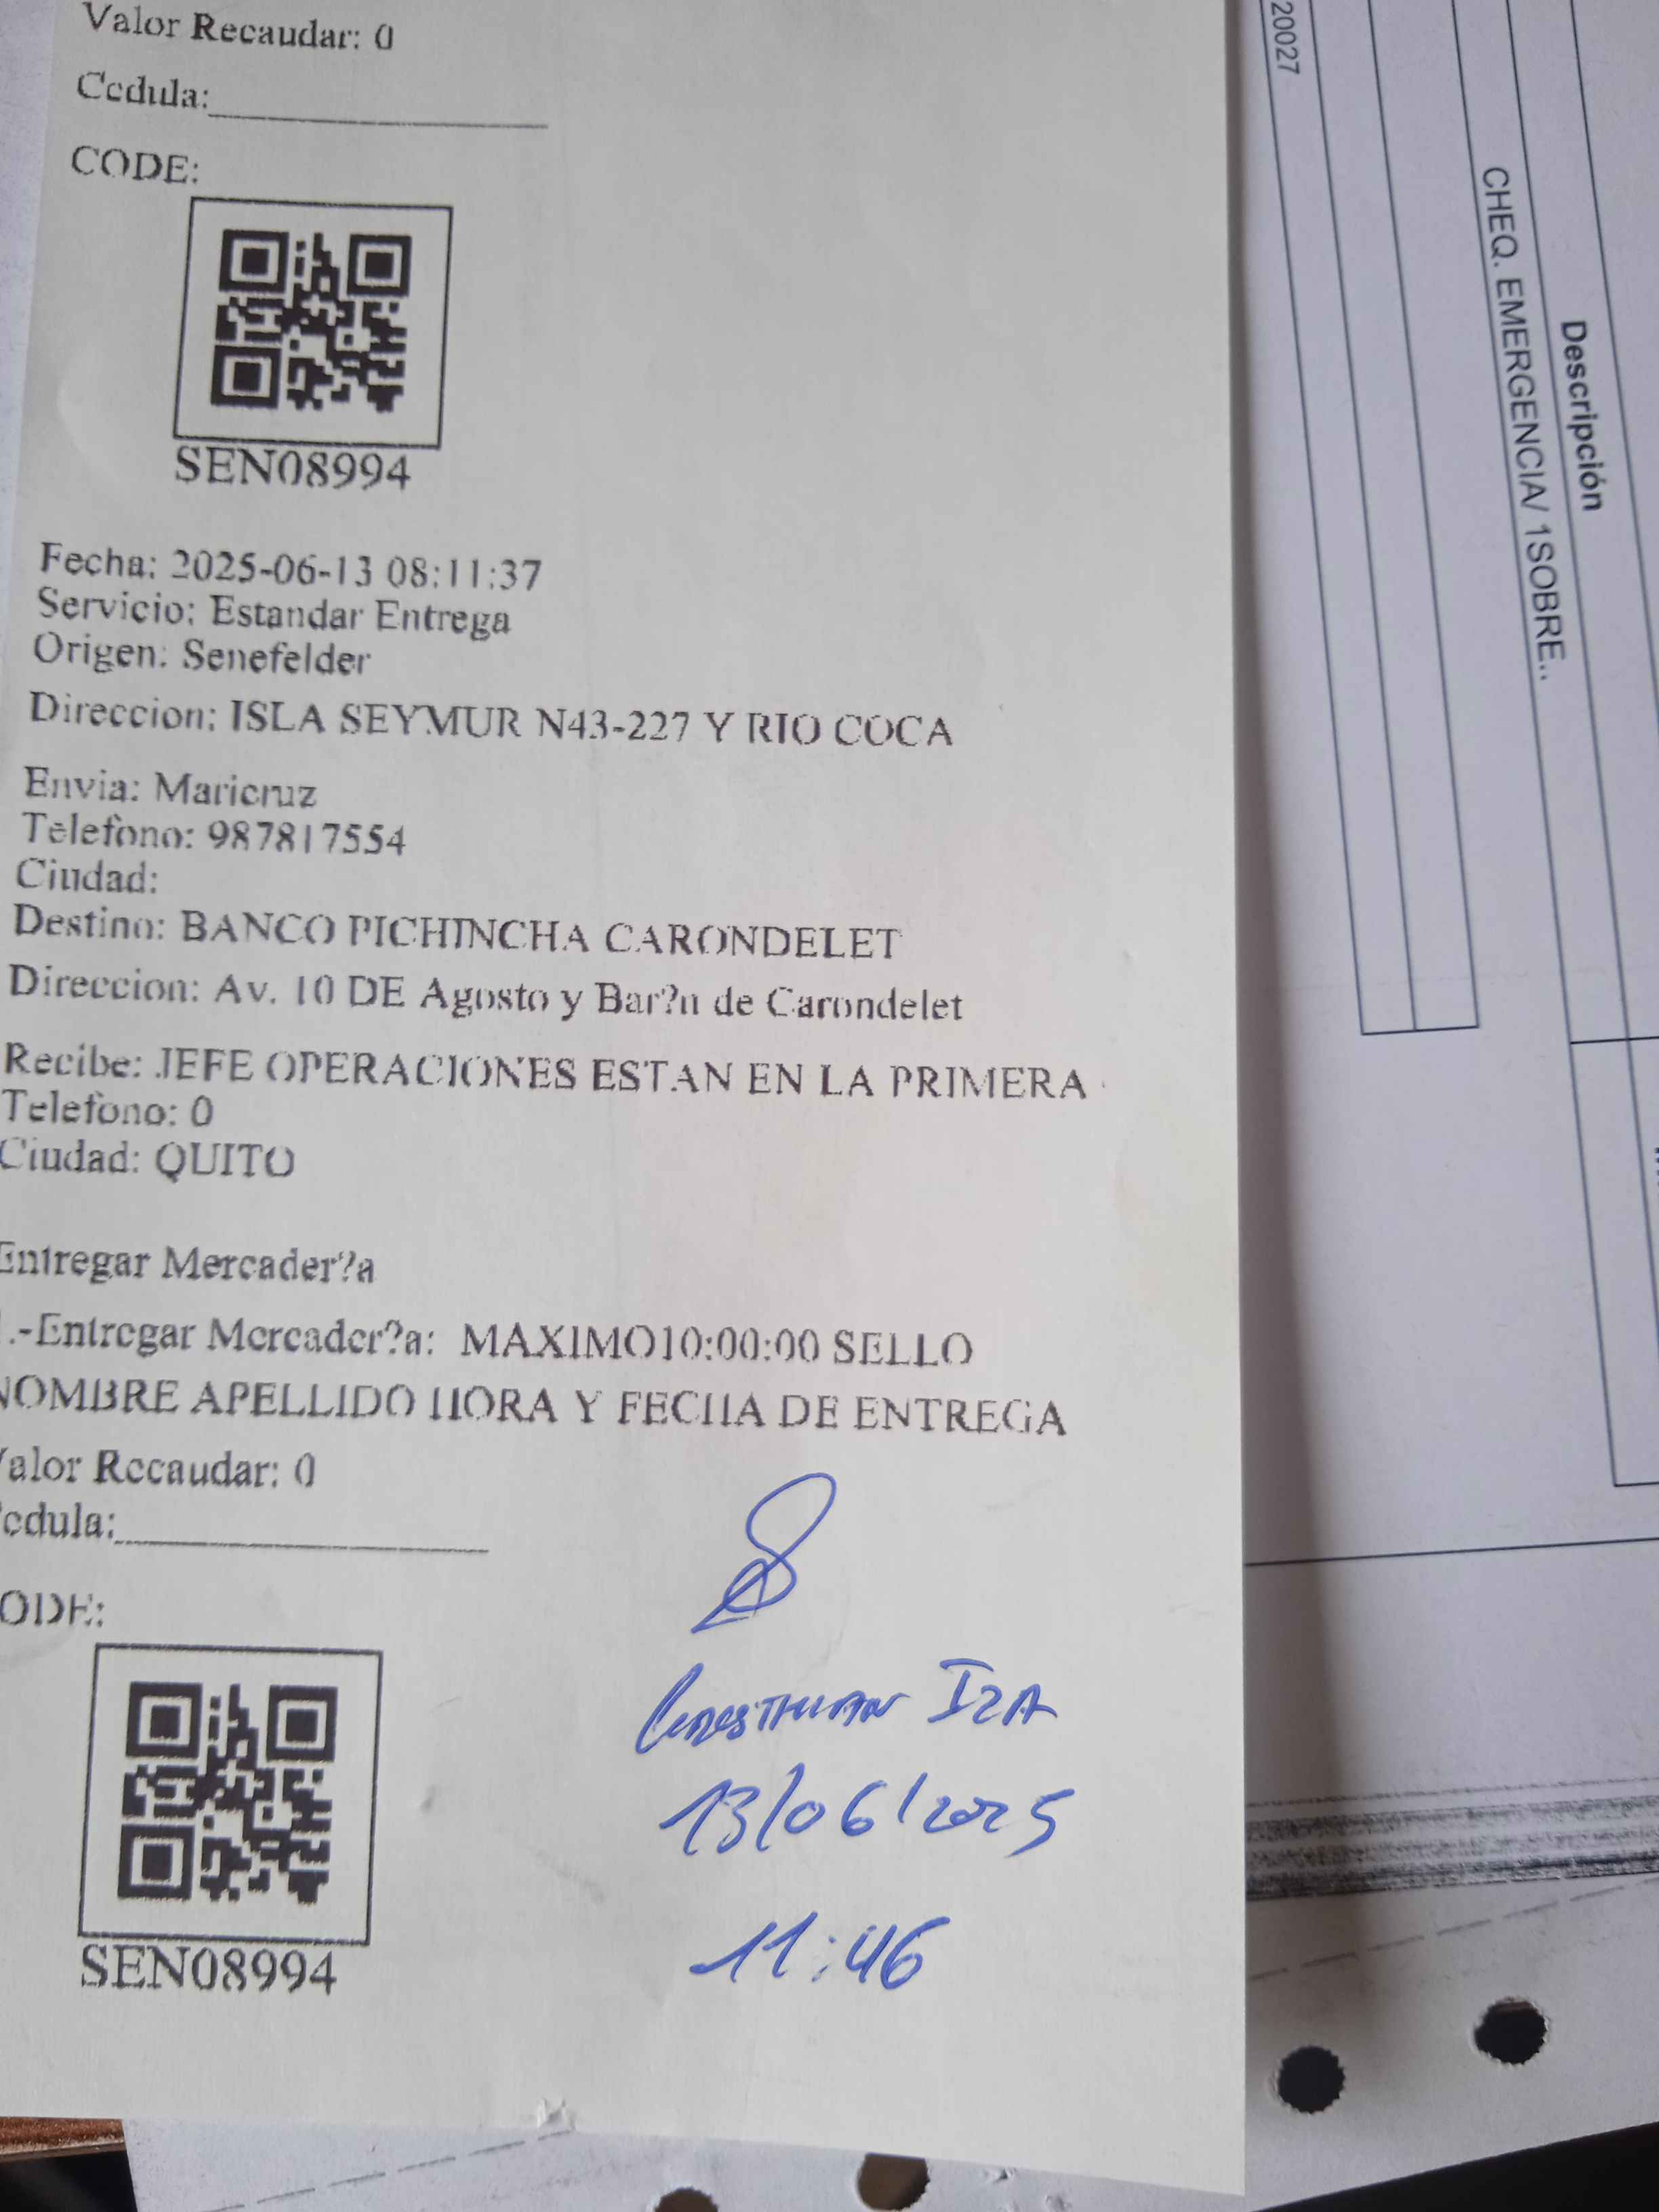 Valor Recaudar: 0
Cedula:
CODE:
SEN08994
Fecha: 2025-06-13 08:11:37
Servicio: Estandar Entrega
Origen: Senefelder
Direccion: ISLA SEYMUR N43-227 Y RIO COCA
Envia: Maricruz
Telefono: 987817554
Ciudad:
Destino: BANCO PICHINCHA CARONDELET
Direccion: Av. 10 DE Agosto y Bar?n de Carondelet
Recibe: JEFE OPERACIONES ESTAN EN LA PRIMERA
Telefono: 0
Ciudad: QUITO
Entregar Mercader?a
.-Entregar Mercader?a: MAXIMO10:00:00 SELLO
NOMBRE APELLIDO HORA Y FECHA DE ENTREGA
Valor Recaudar: 0
Cedula:
ODE:
SEN08994
IZA
13/06/2025
11:46
20027
Descripción
CHEQ. EMERGENCIA/ 1SOBRE..